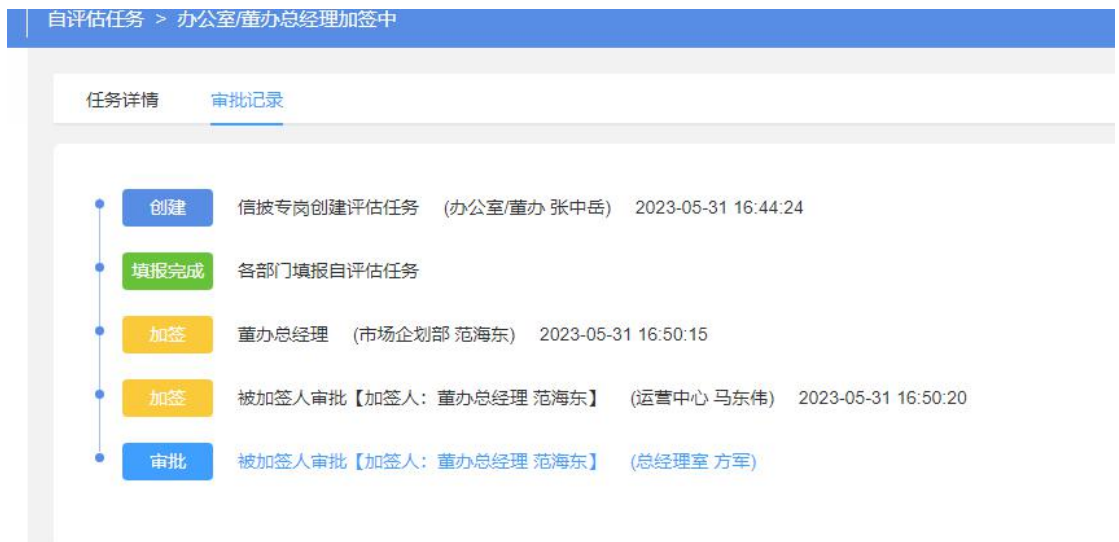 自评估任务 > 办公室/董办总经理加签中
任务详情 审批记录
创建 信披专岗创建评估任务 (办公室/董办 张中岳) 2023-05-31 16:44:24
填报完成 各部门填报自评估任务
加签 董办总经理 (市场企划部 范海东) 2023-05-31 16:50:15
加签 被加签人审批【加签人：董办总经理 范海东】 (运营中心 马东伟) 2023-05-31 16:50:20
审批 被加签人审批【加签人：董办总经理 范海东】 (总经理室 方军)